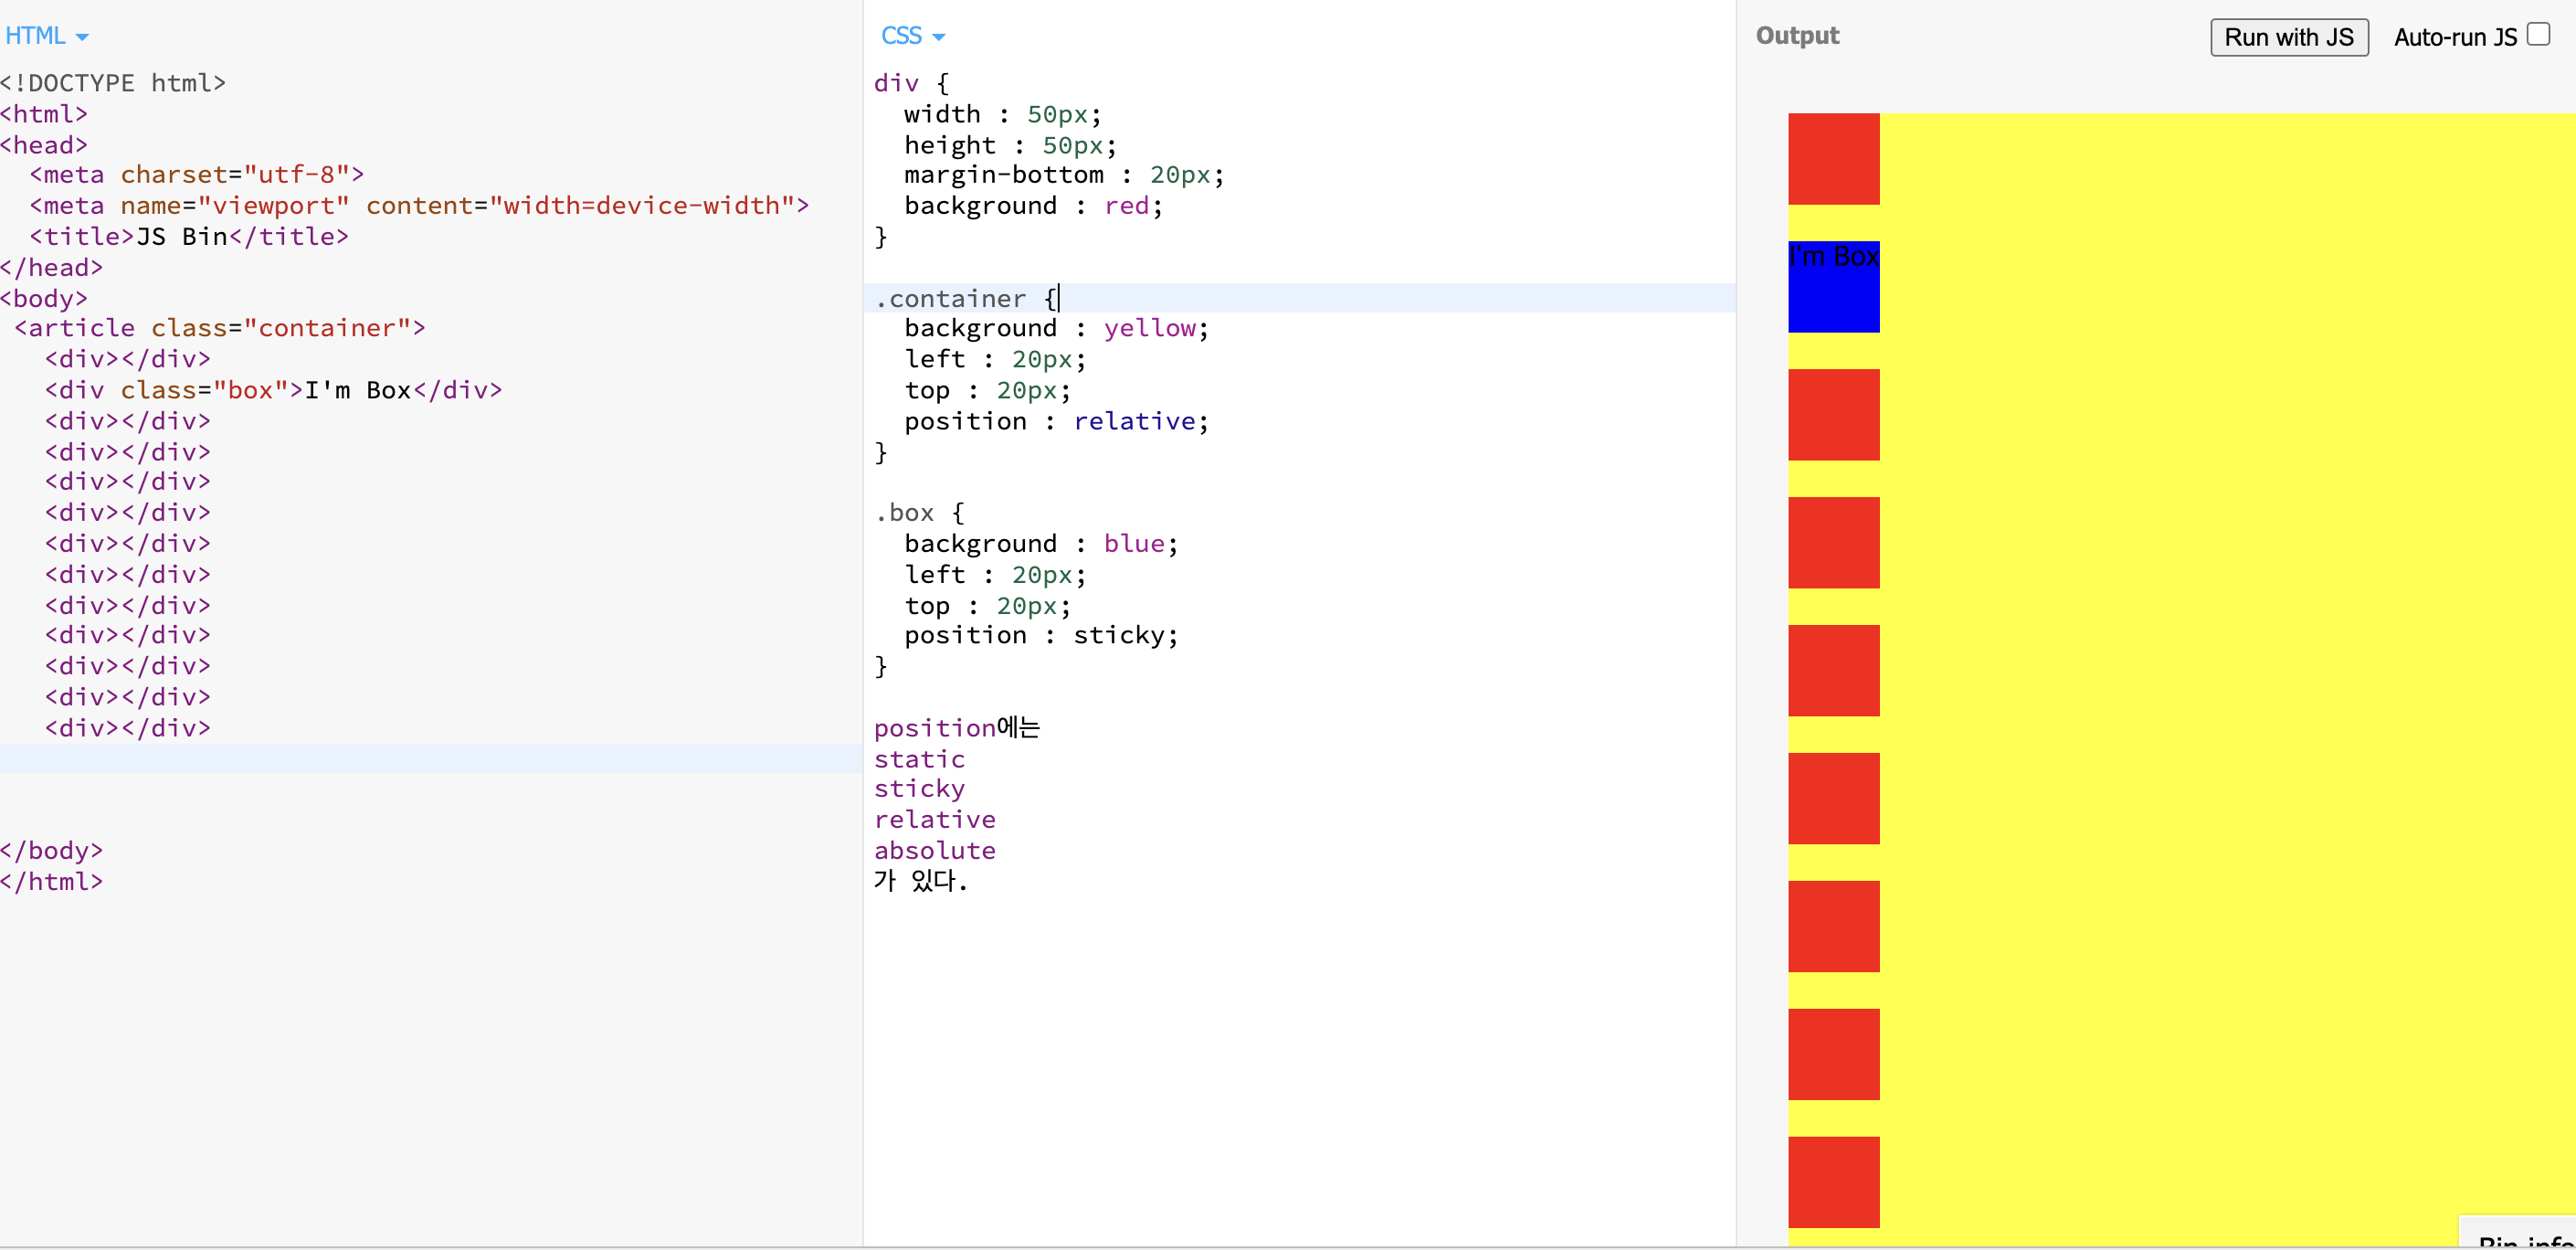 HTML
<!DOCTYPE html>
<html>
<head>
  <meta charset="utf-8">
  <meta name="viewport" content="width=device-width">
  <title>JS Bin</title>
</head>
<body>
 <article class="container">
   <div></div>
   <div class="box">I'm Box</div>
   <div></div>
   <div></div>
   <div></div>
   <div></div>
   <div></div>
   <div></div>
   <div></div>
   <div></div>
   <div></div>
   <div></div>
   <div></div>
</body>
</html>
CSS
div {
  width : 50px;
  height : 50px;
  margin-bottom : 20px;
  background : red;
}
.container {
  background : yellow;
  left : 20px;
  top : 20px;
  position : relative;
}
.box {
  background : blue;
  left : 20px;
  top : 20px;
  position : sticky;
}
position에는
static
sticky
relative
absolute
가 있다.
Output
Run with JS
Auto-run JS
I'm Box
Bin info